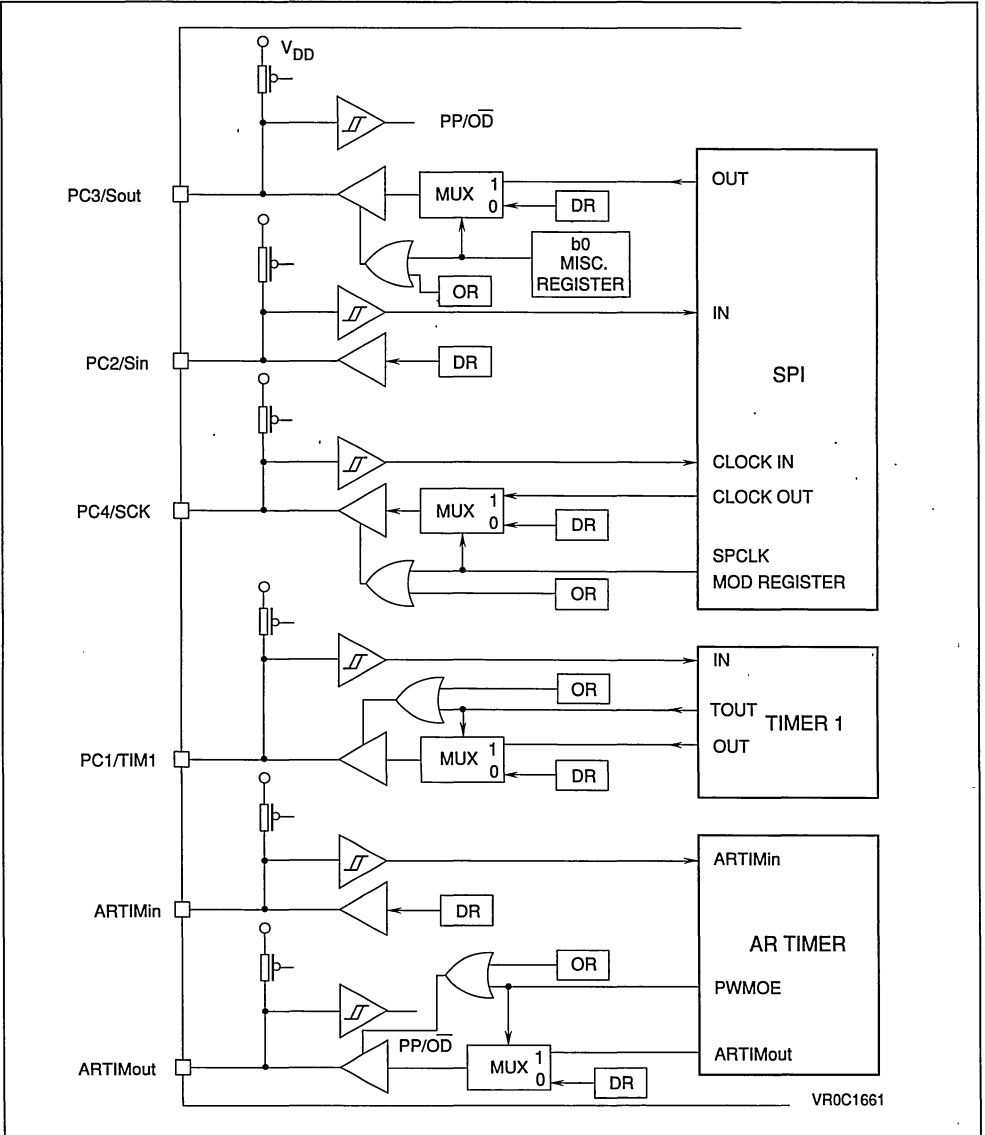 VDD
PP/OD
PC3/Sout
MUX 1 0
DR
OUT
b0
MISC.
REGISTER
OR
IN
PC2/Sin
DR
SPI
CLOCK IN
PC4/SCK
MUX 1 0
CLOCK OUT
DR
SPCLK
MOD REGISTER
OR
IN
OR
TOUT
TIMER 1
PC1/TIM1
MUX 1 0
OUT
DR
ARTIMin
ARTIMin
DR
AR TIMER
OR
PWMOE
PP/OD
ARTIMout
MUX 1 0
ARTIMout
DR
VR0C1661